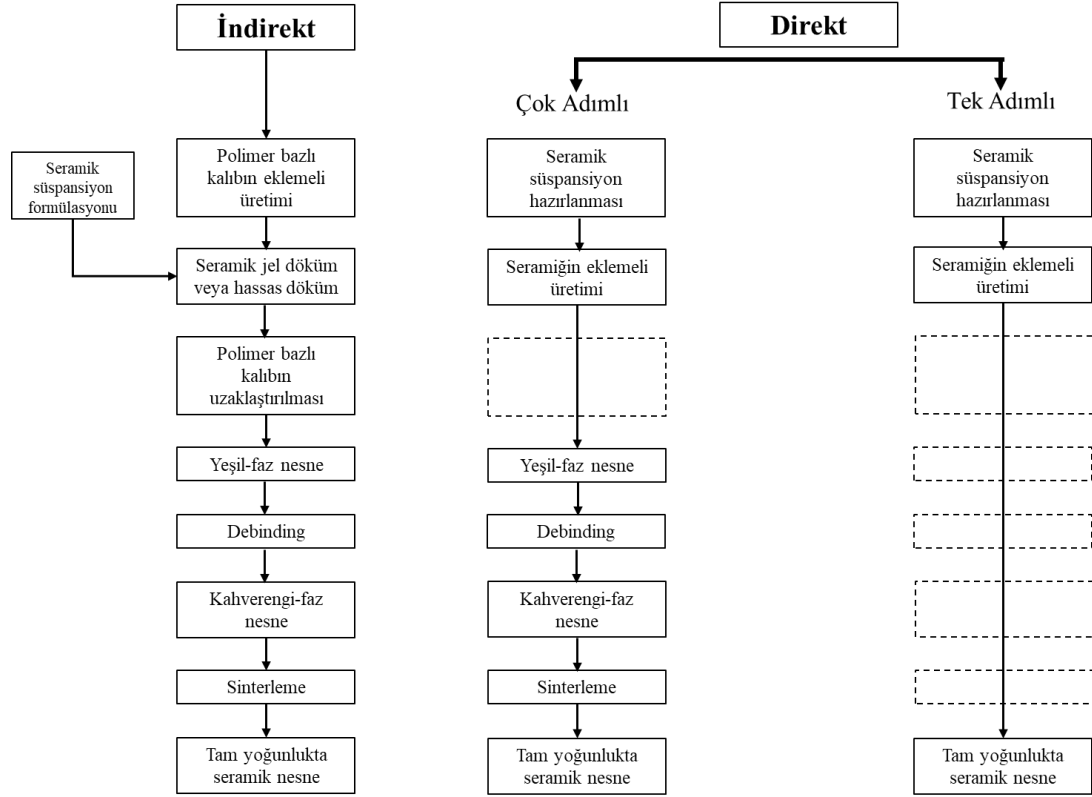 İndirekt
Polimer bazlı
kalıbın eklemeli
üretimi
Seramik
süspansiyon
formülasyonu
Seramik jel döküm
veya hassas döküm
Polimer bazlı
kalıbın
uzaklaştırılması
Yeşil-faz nesne
Debinding
Kahverengi-faz
nesne
Sinterleme
Tam yoğunlukta
seramik nesne
Direkt
Çok Adımlı
Seramik
süspansiyon
hazırlanması
Seramiğin eklemeli
üretimi
Yeşil-faz nesne
Debinding
Kahverengi-faz
nesne
Sinterleme
Tam yoğunlukta
seramik nesne
Tek Adımlı
Seramik
süspansiyon
hazırlanması
Seramiğin eklemeli
üretimi
Tam yoğunlukta
seramik nesne